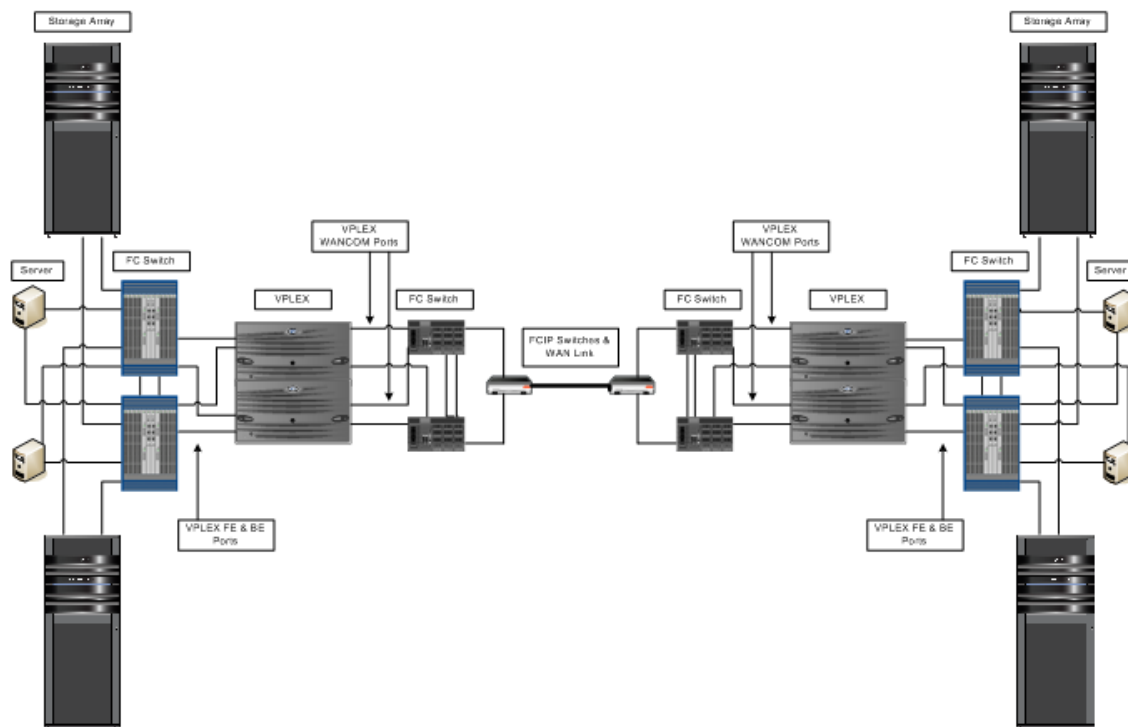 Storage Array
Storage Array
VPLEX
WANCOM Ports
VPLEX
WANCOM Ports
Server
FC Switch
FC Switch
Server
VPLEX
FC Switch
FC Switch
VPLEX
FCIP Switches &
WAN Link
VPLEX FE & BE
Ports
VPLEX FE & BE
Ports